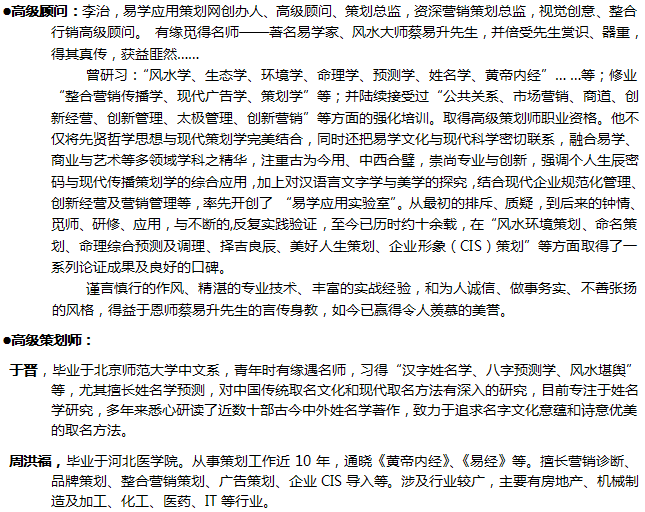 ●高级顾问：李治，易学应用策划网创办人、高级顾问、策划总监，资深营销策划总监，视觉创意、整合
行销高级顾问。 有缘觅得名师——著名易学家、风水大师蔡易升先生，并倍受先生赏识、器重，
得其真传，获益匪然......
曾研习：“风水学、生态学、环境学、命理学、预测学、姓名学、黄帝内经”... ...等；修业
“整合营销传播学、现代广告学、策划学”等；并陆续接受过“公共关系、市场营销、商道、创
新经营、创新管理、太极管理、创新营销”等方面的强化培训。取得高级策划师职业资格。他不
仅将先贤哲学思想与现代策划学完美结合，同时还把易学文化与现代科学密切联系，融合易学、
商业与艺术等多领域学科之精华，注重古为今用、中西合璧，崇尚专业与创新，强调个人生辰密
码与现代传播策划学的综合应用,加上对汉语言文字学与美学的探究,结合现代企业规范化管理、
创新经营及营销管理等，率先开创了 “易学应用实验室”。从最初的排斥、质疑，到后来的钟情、
觅师、研修、应用，与不断的,反复实践验证，至今已历时约十余载，在“风水环境策划、命名策
划、命理综合预测及调理、择吉良辰、美好人生策划、企业形象（CIS）策划”等方面取得了一
系列论证成果及良好的口碑。
谨言慎行的作风、精湛的专业技术、丰富的实战经验，和为人诚信、做事务实、不善张扬
的风格，得益于恩师蔡易升先生的言传身教，如今已赢得令人羡慕的美誉。
●高级策划师：
于晋，毕业于北京师范大学中文系，青年时有缘遇名师，习得“汉字姓名学、八字预测学、风水堪舆”
等，尤其擅长姓名学预测，对中国传统取名文化和现代取名方法有深入的研究，目前专注于姓名
学研究，多年来悉心研读了近数十部古今中外姓名学著作，致力于追求名字文化意蕴和诗意优美
的取名方法。
周洪福，毕业于河北医学院。从事策划工作近 10 年，通晓《黄帝内经》、《易经》等。擅长营销诊断、
品牌策划、整合营销策划、广告策划、企业 CIS 导入等。涉及行业较广，主要有房地产、机械制
造及加工、化工、医药、IT 等行业。